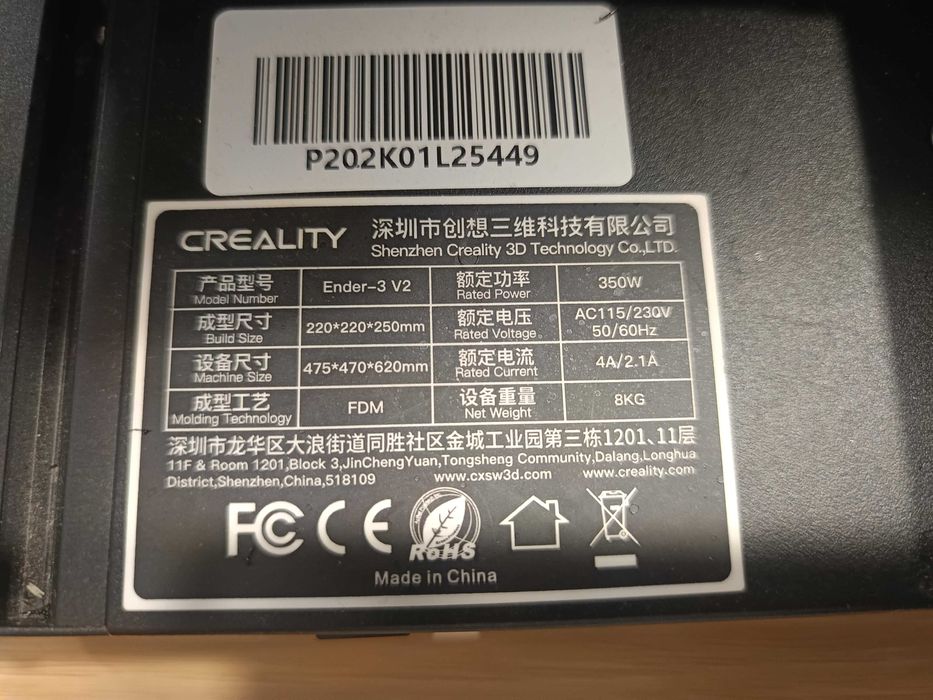 P202K01L25449
CREALITY 深圳市创想三维科技有限公司
Shenzhen Creality 3D Technology Co.,LTD.
产品型号 Ender-3 V2 额定功率 350W
Model Number Rated Power
成型尺寸 220*220*250mm 额定电压 AC115/230V
Build Size Rated Voltage 50/60Hz
设备尺寸 475*470*620mm 额定电流 4A/2.1A
Machine Size Rated Current
成型工艺 FDM 设备重量 8KG
Molding Technology Net Weight
深圳市龙华区大浪街道同胜社区金城工业园第三栋1201、11层
11F & Room 1201,Block 3,JinChengYuan,Tongsheng Community,Dalang,Longhua
District,Shenzhen,China,518109 www.cxsw3d.com www.creality.com
FC CE RoHS
Made in China